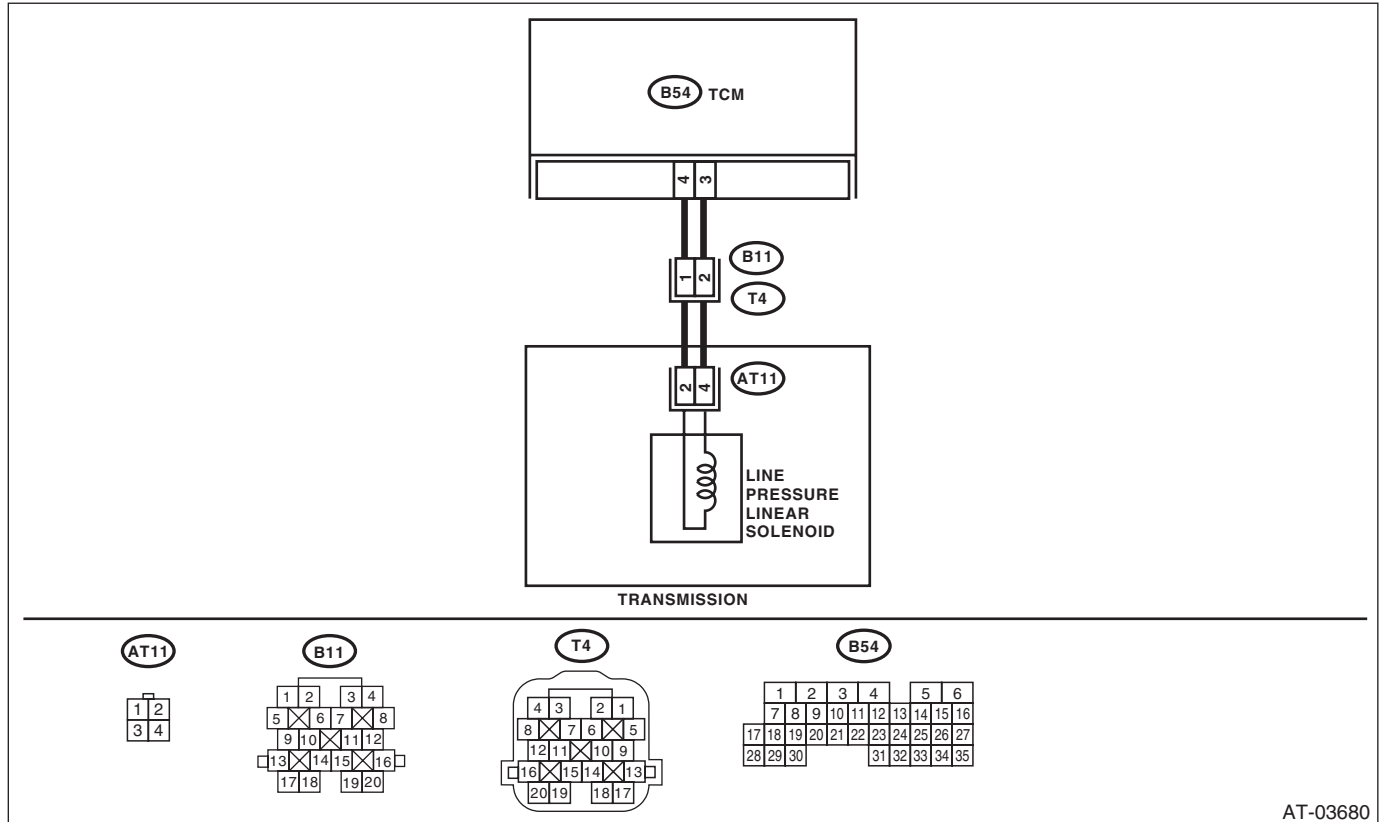 B54 TCM
4 3
B11
1 2
T4
AT11
2 4
LINE
PRESSURE
LINEAR
SOLENOID
TRANSMISSION
AT11
1 2
3 4
B11
1 2 3 4
5 6 7 8
9 10 11 12
13 14 15 16
17 18 19 20
T4
4 3 2 1
8 7 6 5
12 11 10 9
16 15 14 13
20 19 18 17
B54
1 2 3 4 5 6
7 8 9 10 11 12 13 14 15 16
17 18 19 20 21 22 23 24 25 26 27
28 29 30 31 32 33 34 35
AT-03680